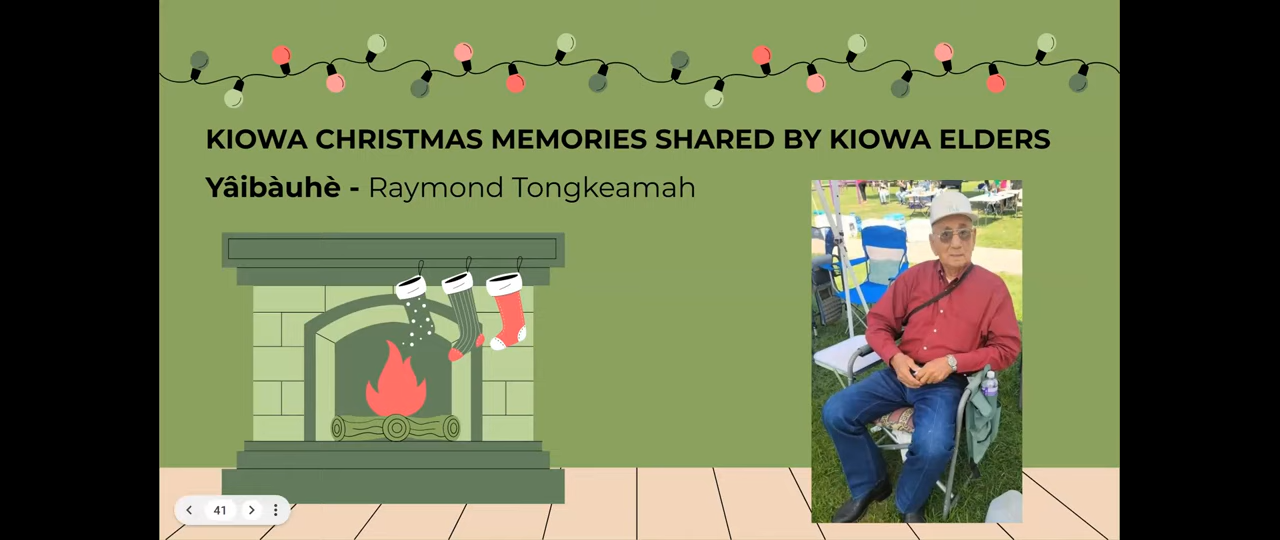 KIOWA CHRISTMAS MEMORIES SHARED BY KIOWA ELDERS
Yâibàuhè - Raymond Tongkeamah
41